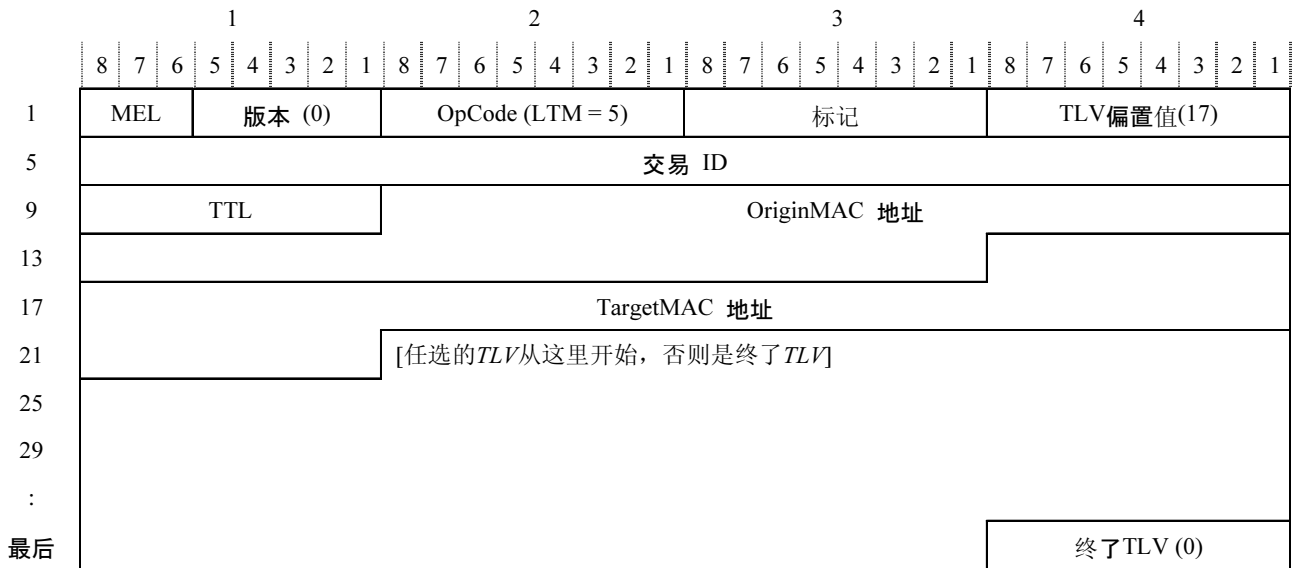 1 2 3 4
8 7 6 5 4 3 2 1 8 7 6 5 4 3 2 1 8 7 6 5 4 3 2 1 8 7 6 5 4 3 2 1
1 MEL 版本 (0) OpCode (LTM = 5) 标记 TLV偏置值(17)
5 交易 ID
9 TTL OriginMAC 地址
13
17 TargetMAC 地址
21 [任选的TLV从这里开始，否则是终了TLV]
25
29
:
最后 终了TLV (0)